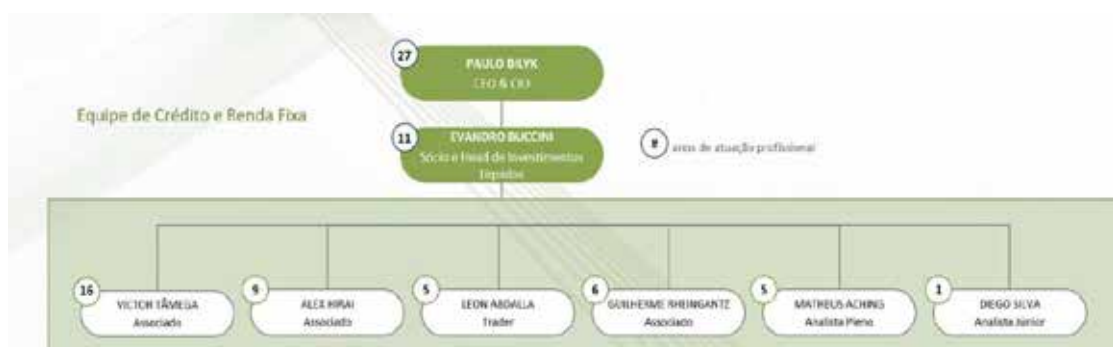 27
PAULO BILYK
CEO & CIO
Equipe de Crédito e Renda Fixa
11
EVANDRO BUCCINI
Sócio e Head de Investimentos
Líquidos
# anos de atuação profissional
16
VICTOR TÂMEGA
Associado
9
ALEX HIRAI
Associado
5
LEON ABDALLA
Trader
6
GUILHERME RHEINGANTZ
Associado
5
MATHEUS ACHING
Analista Pleno
1
DIEGO SILVA
Analista Júnior